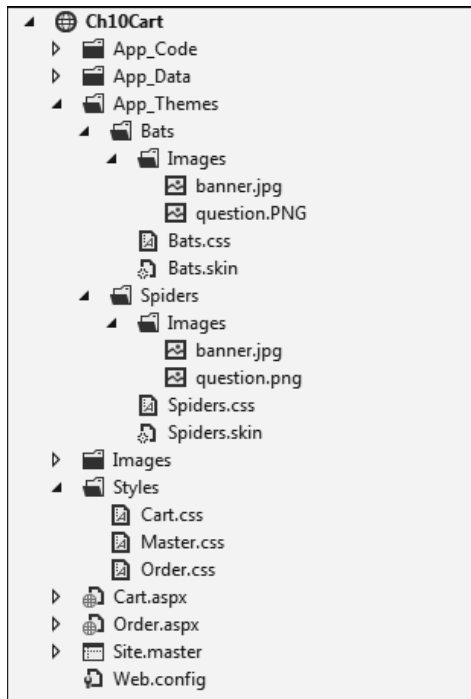 Ch10Cart
App_Code
App_Data
App_Themes
Bats
Images
banner.jpg
question.PNG
Bats.css
Bats.skin
Spiders
Images
banner.jpg
question.png
Spiders.css
Spiders.skin
Images
Styles
Cart.css
Master.css
Order.css
Cart.aspx
Order.aspx
Site.master
Web.config